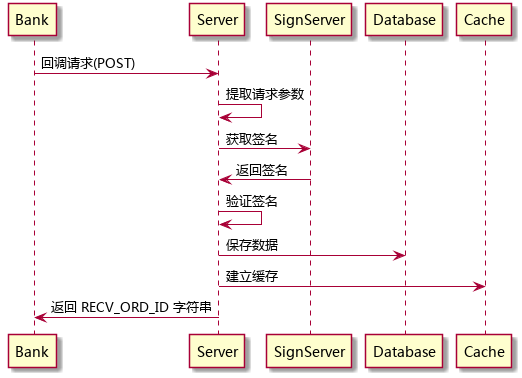 Bank Server SignServer Database Cache
回调请求(POST)
提取请求参数
获取签名
返回签名
验证签名
保存数据
建立缓存
返回 RECV_ORD_ID 字符串
Bank Server SignServer Database Cache